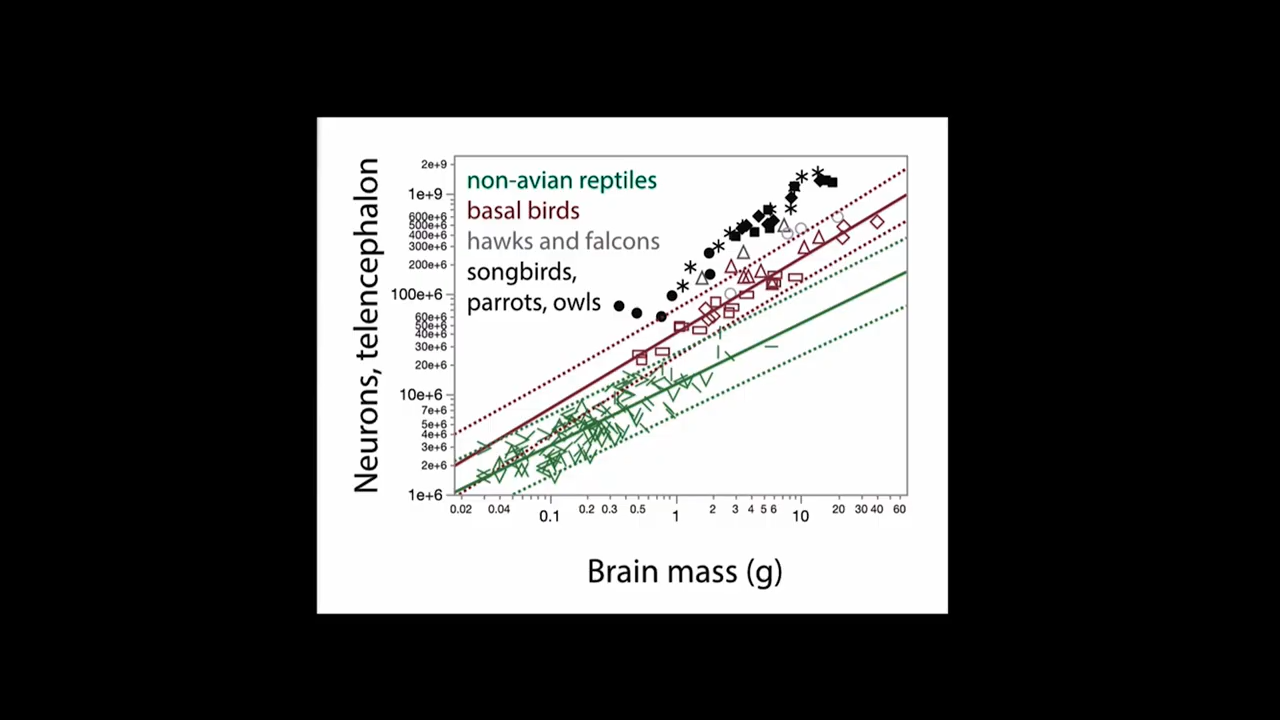 Neurons, telencephalon
2e+9
1e+9
600e+6
500e+6
400e+6
300e+6
200e+6
100e+6
60e+6
50e+6
40e+6
30e+6
20e+6
10e+6
7e+6
5e+6
4e+6
3e+6
2e+6
1e+6
non-avian reptiles
basal birds
hawks and falcons
songbirds,
parrots, owls
0.02 0.04 0.1 0.2 0.3 0.5 1 2 3 4 5 6 10 20 30 40 60
Brain mass (g)